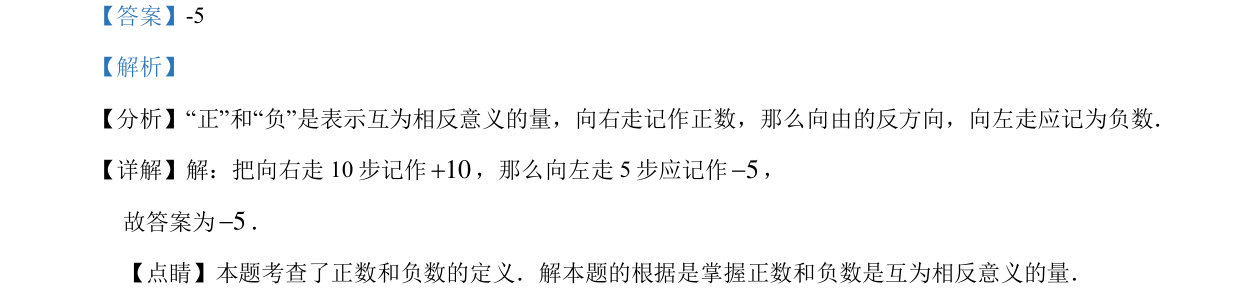 【答案】-5
【解析】
【分析】“正”和“负”是表示互为相反意义的量，向右走记作正数，那么向由的反方向，向左走应记为负数．
【详解】解：把向右走 10 步记作+10，那么向左走 5 步应记作−5，
故答案为−5．
【点睛】本题考查了正数和负数的定义．解本题的根据是掌握正数和负数是互为相反意义的量．